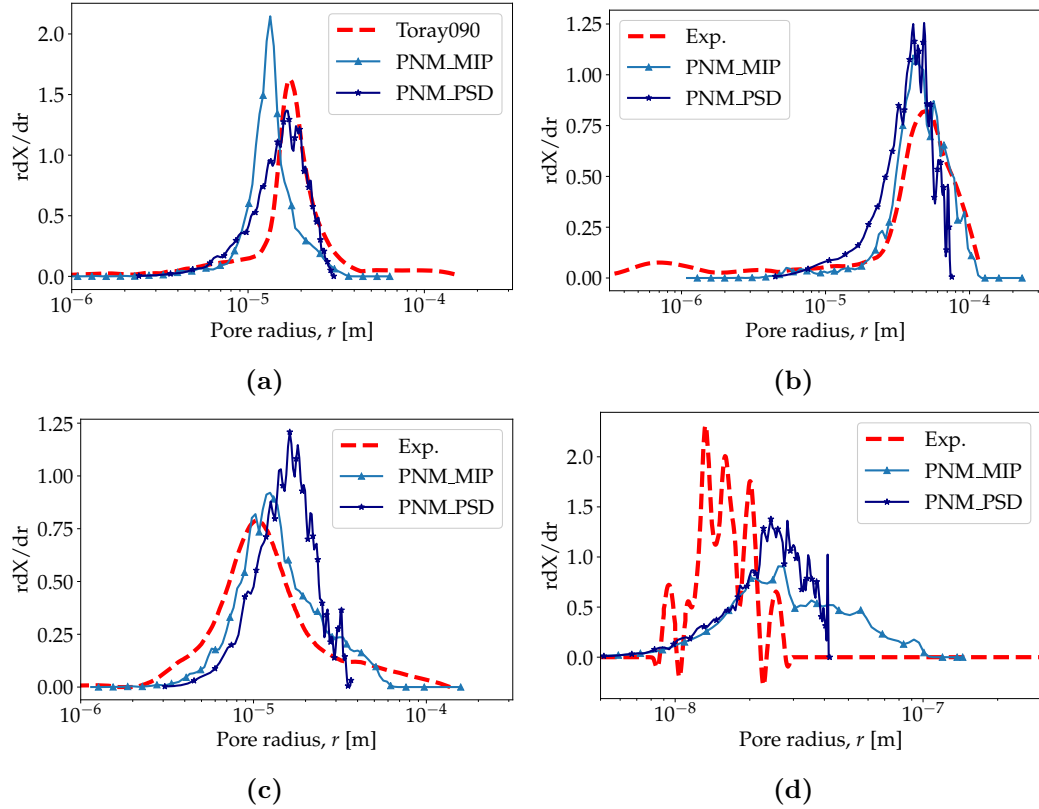 2.0
1.5
1.0
0.5
0.0
rdX/dr
Toray090
PNM_MIP
PNM_PSD
10⁻⁶
10⁻⁵
10⁻⁴
Pore radius, r [m]
(a)
1.25
1.00
0.75
0.50
0.25
0.00
rdX/dr
Exp.
PNM_MIP
PNM_PSD
10⁻⁶
10⁻⁵
10⁻⁴
Pore radius, r [m]
(b)
1.25
1.00
0.75
0.50
0.25
0.00
rdX/dr
Exp.
PNM_MIP
PNM_PSD
10⁻⁶
10⁻⁵
10⁻⁴
Pore radius, r [m]
(c)
2.0
1.5
1.0
0.5
0.0
rdX/dr
Exp.
PNM_MIP
PNM_PSD
10⁻⁸
10⁻⁷
Pore radius, r [m]
(d)